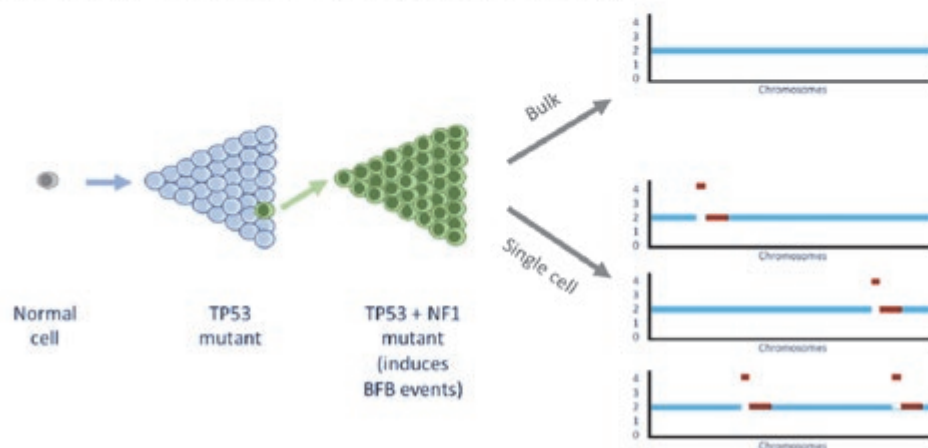 4
3
2
1
0
Chromosomes
Bulk
4
3
2
1
0
Chromosomes
Single cell
4
3
2
1
0
Chromosomes
4
3
2
1
0
Chromosomes
Normal
cell
TP53
mutant
TP53 + NF1
mutant
(induces
BFB events)